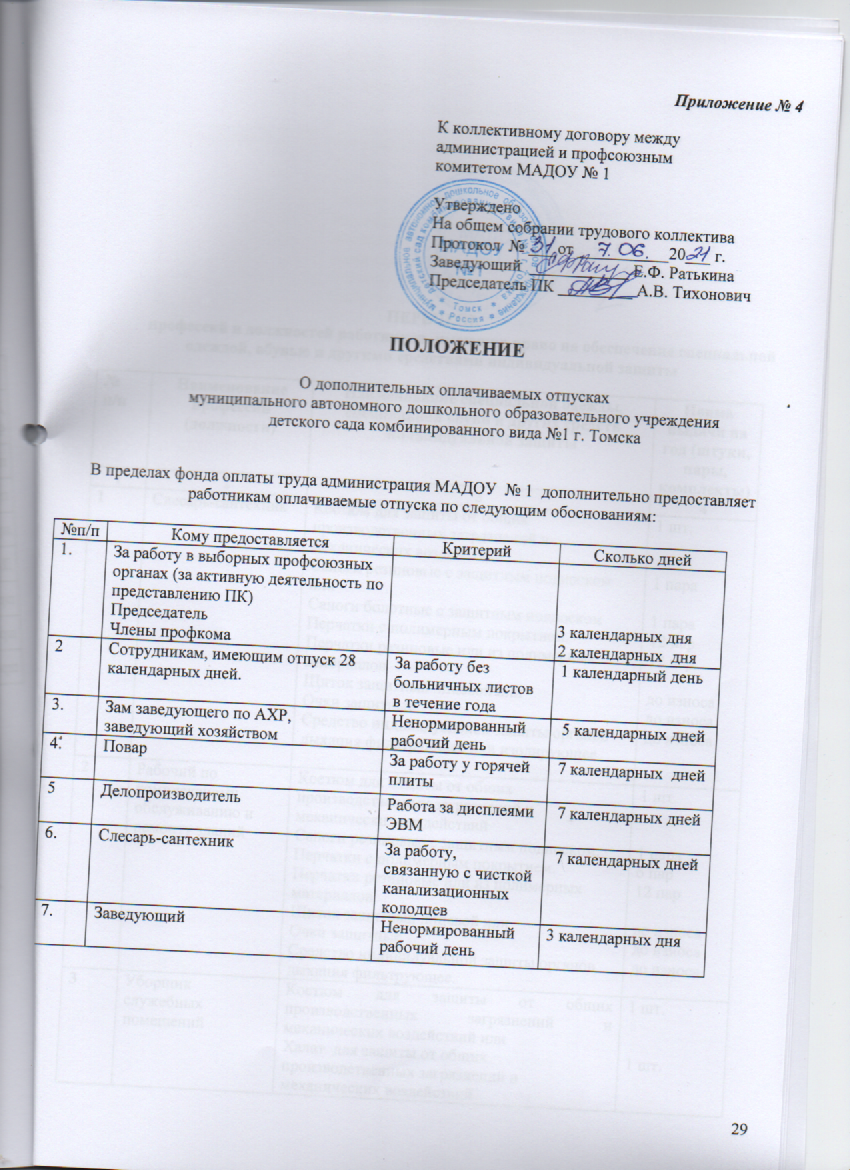 Приложение № 4
К коллективному договору между
администрацией и профсоюзным
комитетом МАДОУ № 1
Утверждено
На общем собрании трудового коллектива
Протокол № 31 от 7. 06. 2021 г.
Заведующий Е.Ф. Ратькина
Председатель ПК А.В. Тихонович
МАДОУ
№1
Томск
Россия
ПОЛОЖЕНИЕ
О дополнительных оплачиваемых отпусках
муниципального автономного дошкольного образовательного учреждения
детского сада комбинированного вида №1 г. Томска
В пределах фонда оплаты труда администрация МАДОУ № 1 дополнительно предоставляет
работникам оплачиваемые отпуска по следующим обоснованиям:
№п/п Кому предоставляется Критерий Сколько дней
1. За работу в выборных профсоюзных
органах (за активную деятельность по
представлению ПК)
Председатель 3 календарных дня
Члены профкома 2 календарных дня
2 Сотрудникам, имеющим отпуск 28 За работу без 1 календарный день
календарных дней. больничных листов
в течение года
3. Зам заведующего по АХР, Ненормированный 5 календарных дней
заведующий хозяйством рабочий день
4. Повар За работу у горячей 7 календарных дней
плиты
5 Делопроизводитель Работа за дисплеями 7 календарных дней
ЭВМ
6. Слесарь-сантехник За работу, 7 календарных дней
связанную с чисткой
канализационных
колодцев
7. Заведующий Ненормированный 3 календарных дня
рабочий день
29